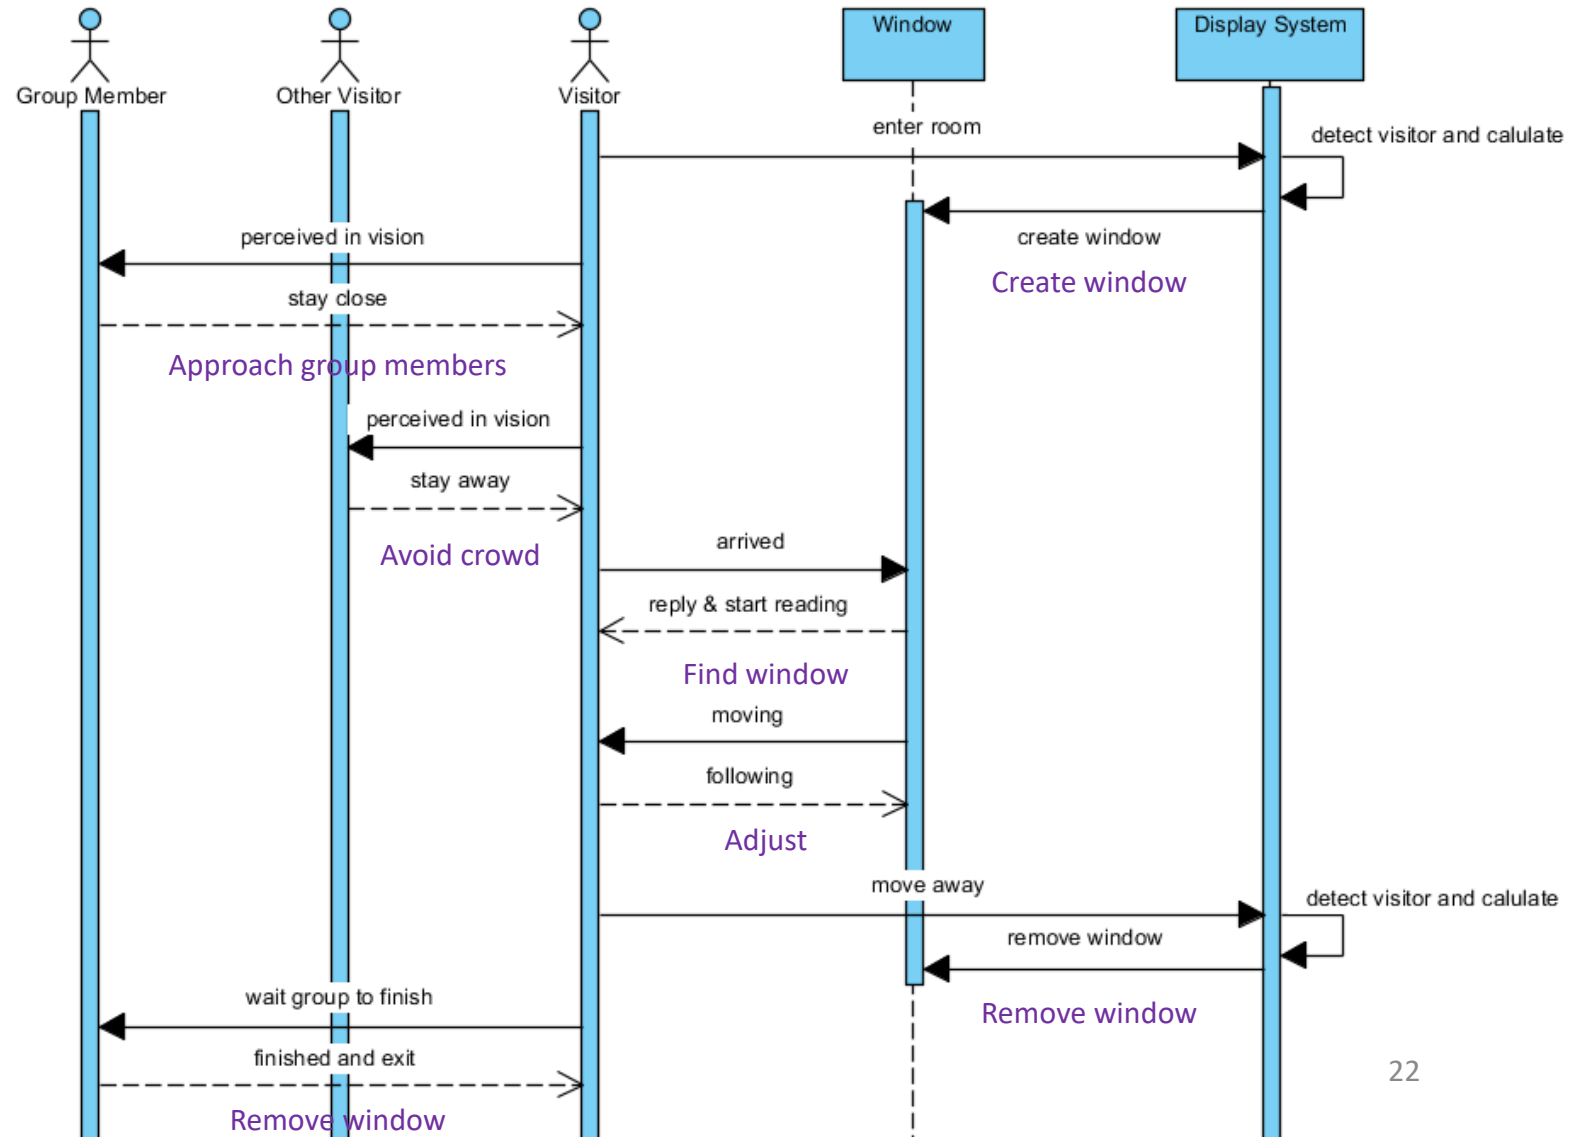 Group Member
Other Visitor
Visitor
Window
Display System
enter room
detect visitor and calulate
create window
Create window
perceived in vision
stay close
Approach group members
perceived in vision
stay away
Avoid crowd
arrived
reply & start reading
Find window
moving
following
Adjust
move away
detect visitor and calulate
remove window
Remove window
wait group to finish
finished and exit
Remove window
22